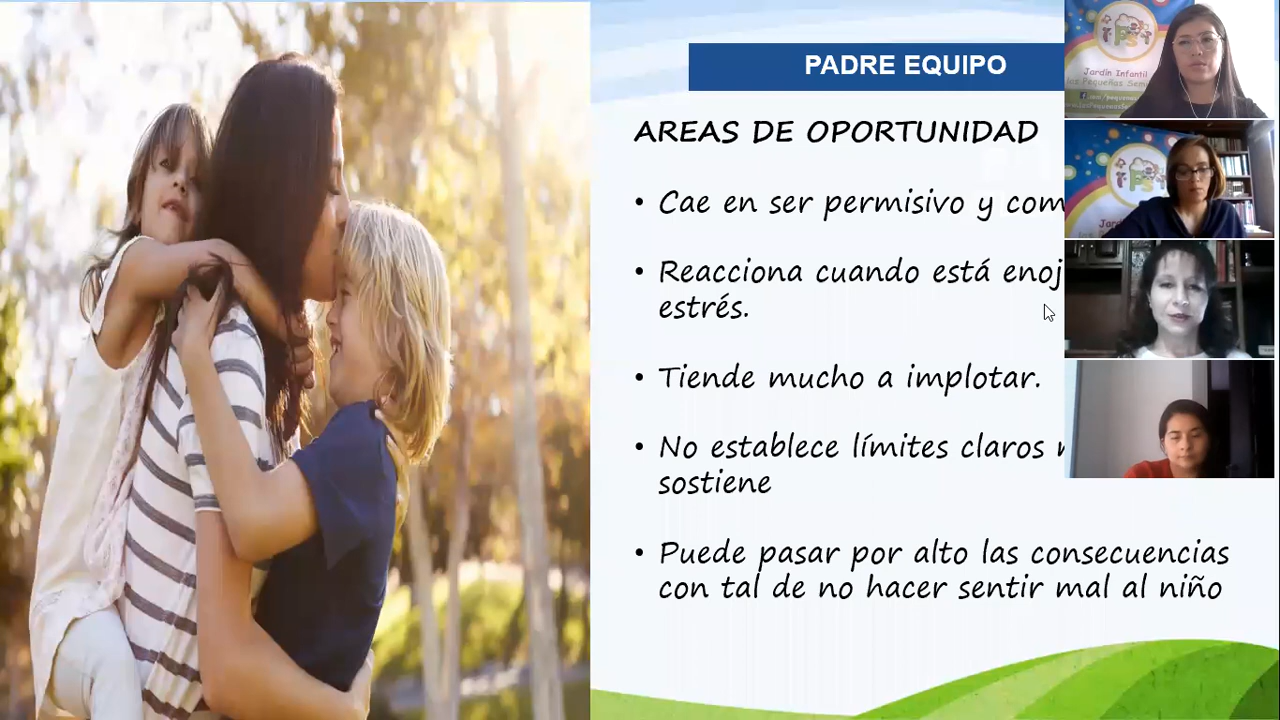 PADRE EQUIPO
AREAS DE OPORTUNIDAD
• Cae en ser permisivo y
• Reacciona cuando está
estrés.
• Tiende mucho a implotar.
• No establece límites claros
sostiene
• Puede pasar por alto las consecuencias
con tal de no hacer sentir mal al niño
Jardín Infantil